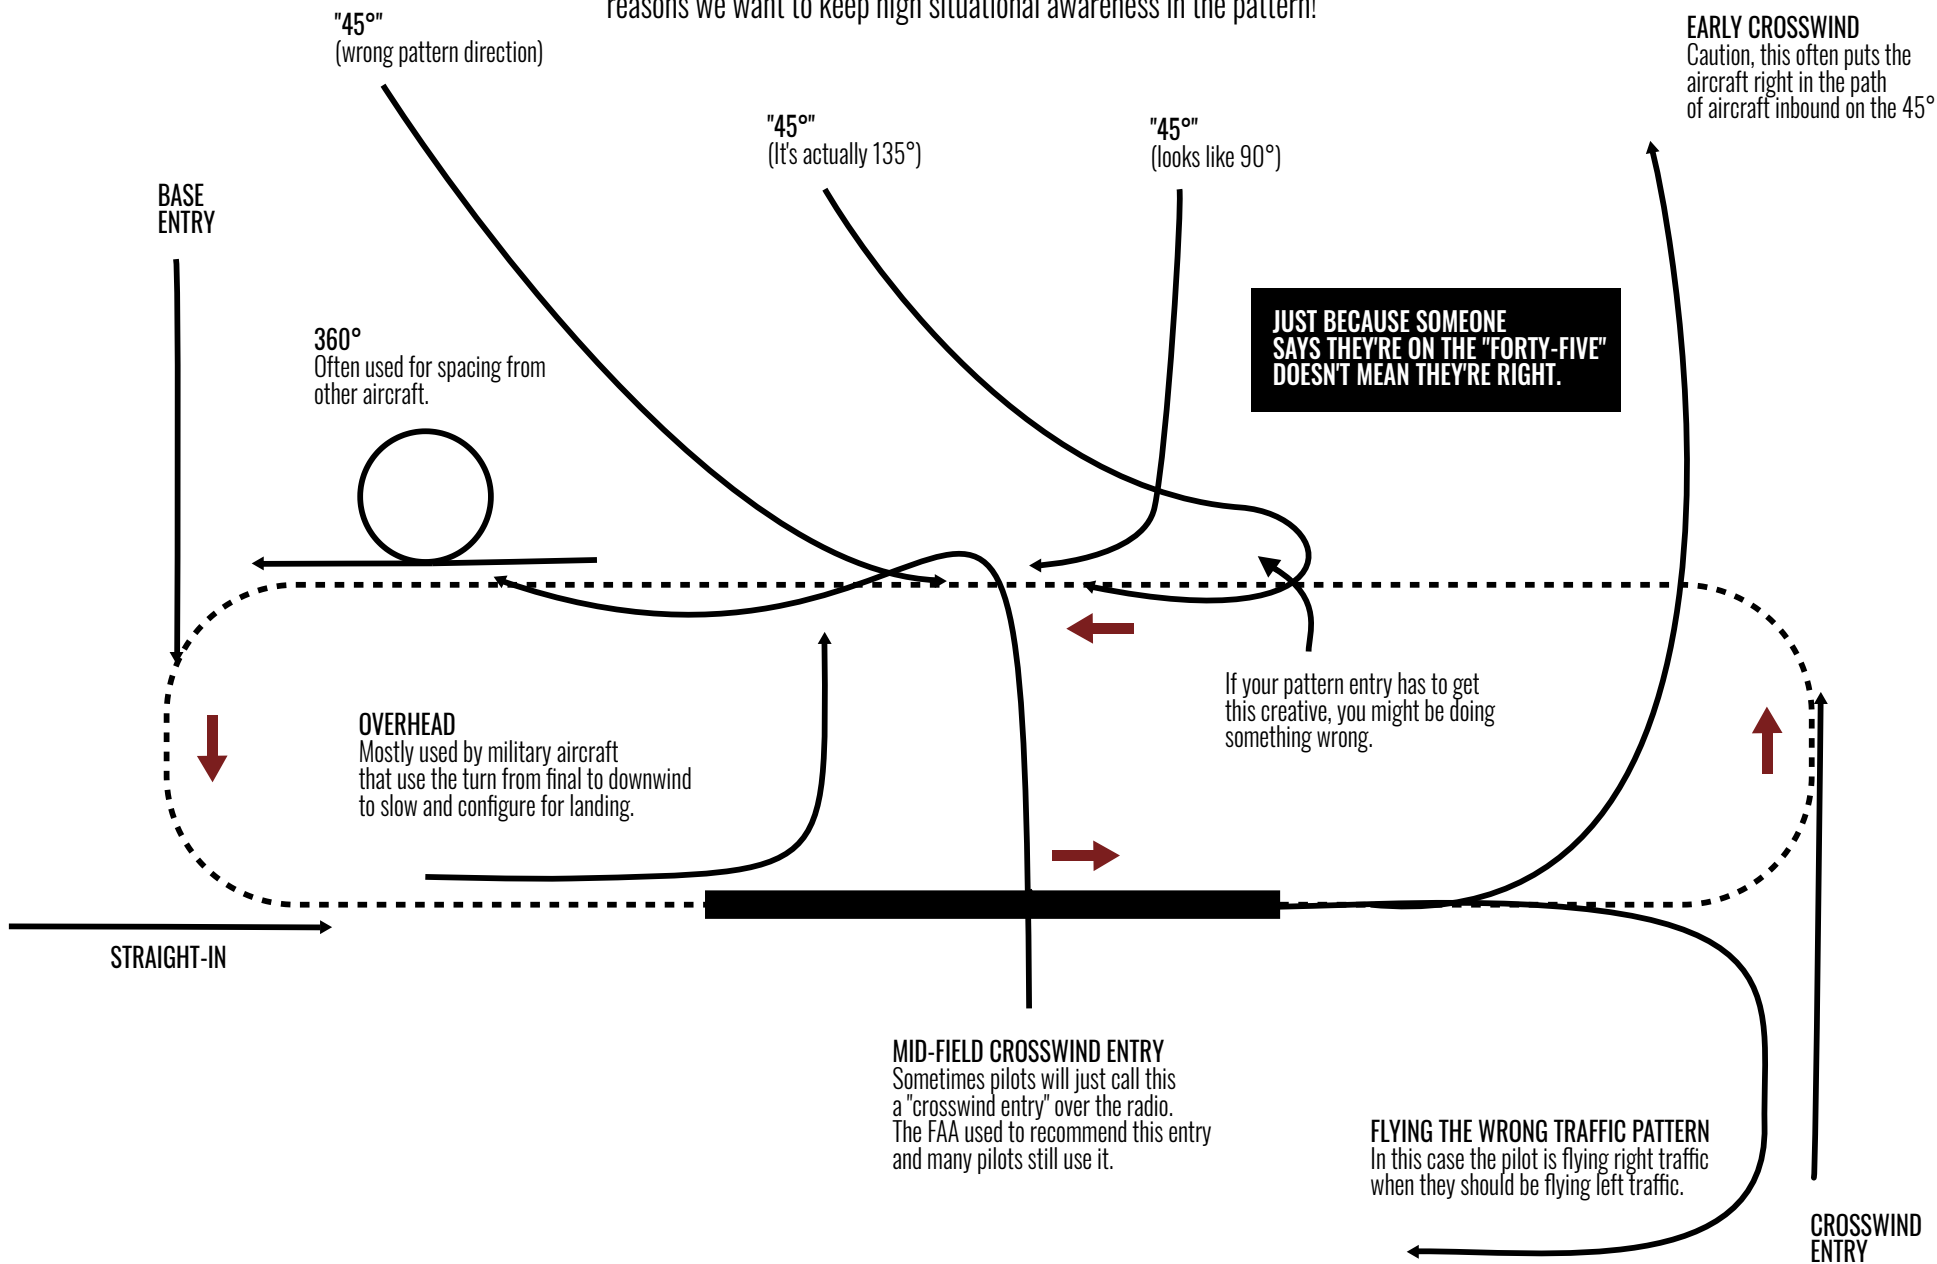 reasons we want to keep high situational awareness in the pattern!
"45°"
(wrong pattern direction)
EARLY CROSSWIND
Caution, this often puts the
aircraft right in the path
of aircraft inbound on the 45°
"45°"
(It's actually 135°)
"45°"
(looks like 90°)
BASE
ENTRY
JUST BECAUSE SOMEONE
SAYS THEY'RE ON THE "FORTY-FIVE"
DOESN'T MEAN THEY'RE RIGHT.
360°
Often used for spacing from
other aircraft.
If your pattern entry has to get
this creative, you might be doing
something wrong.
OVERHEAD
Mostly used by military aircraft
that use the turn from final to downwind
to slow and configure for landing.
STRAIGHT-IN
MID-FIELD CROSSWIND ENTRY
Sometimes pilots will just call this
a "crosswind entry" over the radio.
The FAA used to recommend this entry
and many pilots still use it.
FLYING THE WRONG TRAFFIC PATTERN
In this case the pilot is flying right traffic
when they should be flying left traffic.
CROSSWIND
ENTRY